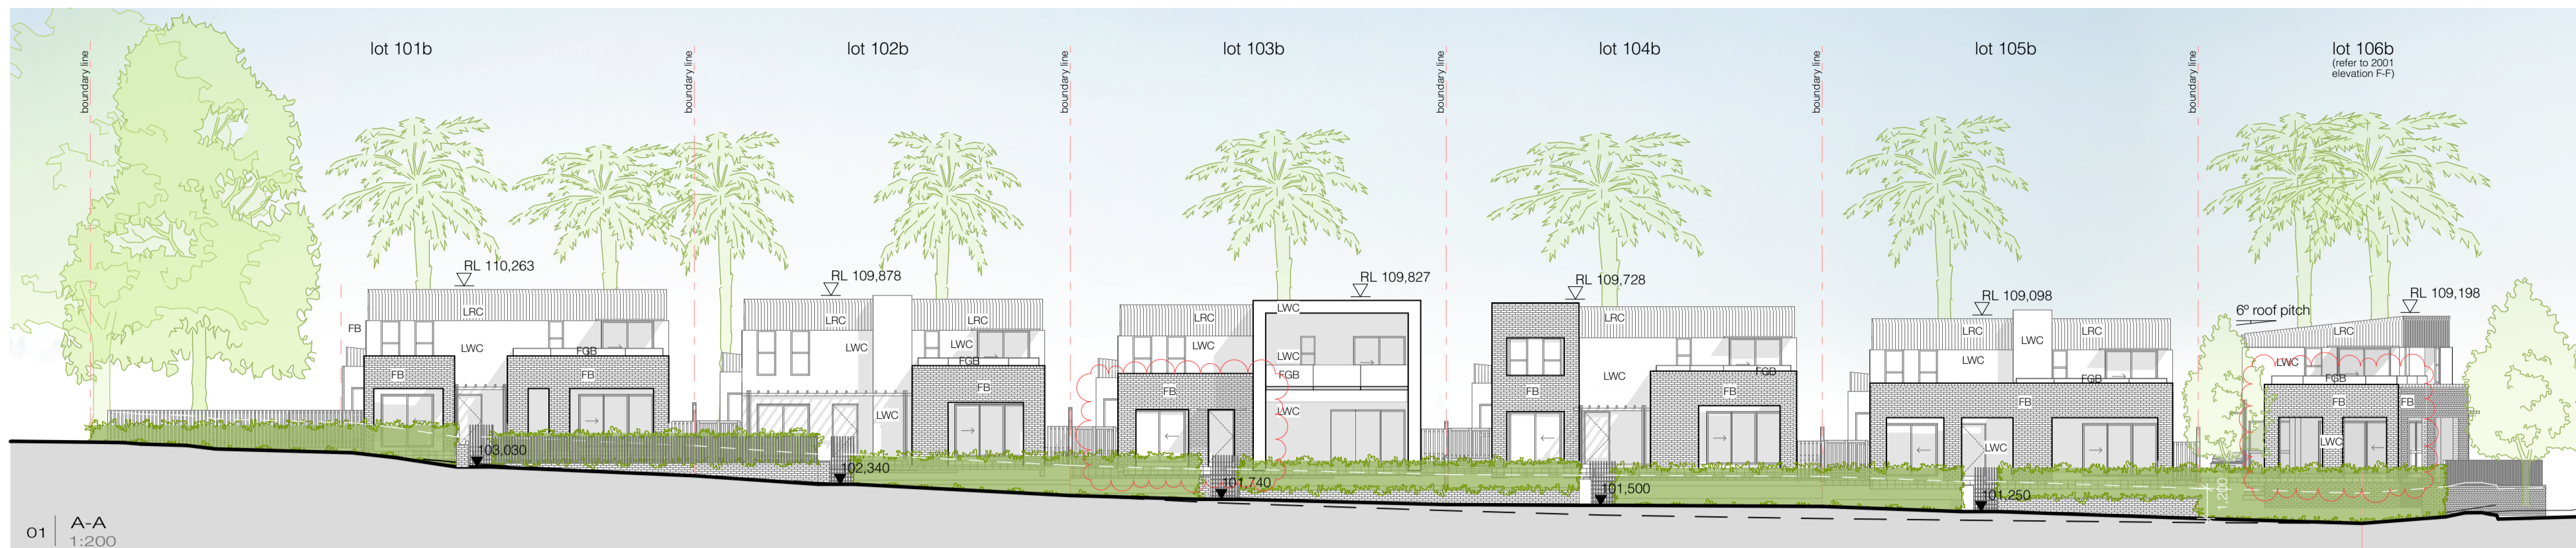 lot 101b
lot 102b
lot 103b
lot 104b
lot 105b
lot 106b
(refer to 2001
elevation F-F)
boundary line
boundary line
boundary line
boundary line
boundary line
boundary line
RL 110,263
RL 109,878
RL 109,827
RL 109,728
RL 109,098
RL 109,198
6º roof pitch
FB
LRC
LWC
FGB
FB
FB
103,030
LRC
LRC
LWC
LWC
FGB
FB
LWC
102,340
LRC
LWC
LWC
LWC
FGB
FB
LWC
101,740
LRC
LWC
FGB
FB
FB
101,500
LRC
LRC
LWC
LWC
FGB
FB
LWC
101,250
LRC
LWC
FGB
FB
FB
LWC
1,200
01
A-A
1:200